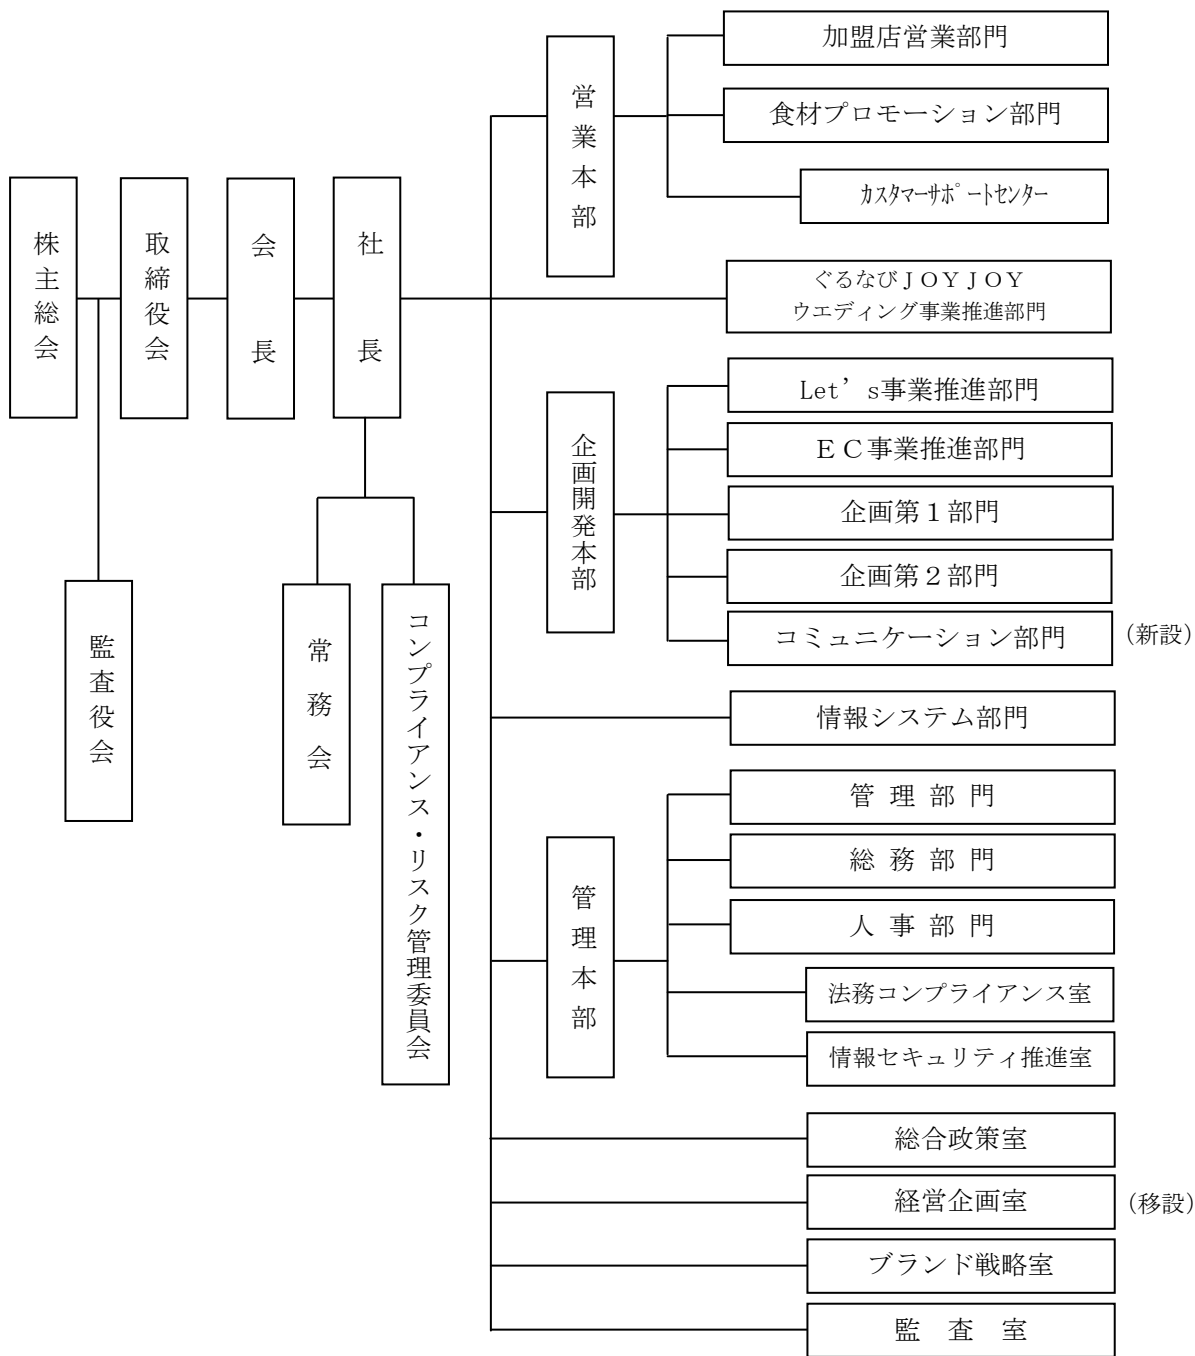 株主総会
取締役会
会長
社長
監査役会
常務会
コンプライアンス・リスク管理委員会
営業本部
加盟店営業部門
食材プロモーション部門
カスタマーサポートセンター
ぐるなびＪＯＹＪＯＹ
ウエディング事業推進部門
企画開発本部
Let’s事業推進部門
ＥＣ事業推進部門
企画第１部門
企画第２部門
コミュニケーション部門
（新設）
情報システム部門
管理本部
管理部門
総務部門
人事部門
法務コンプライアンス室
情報セキュリティ推進室
総合政策室
経営企画室
（移設）
ブランド戦略室
監査室